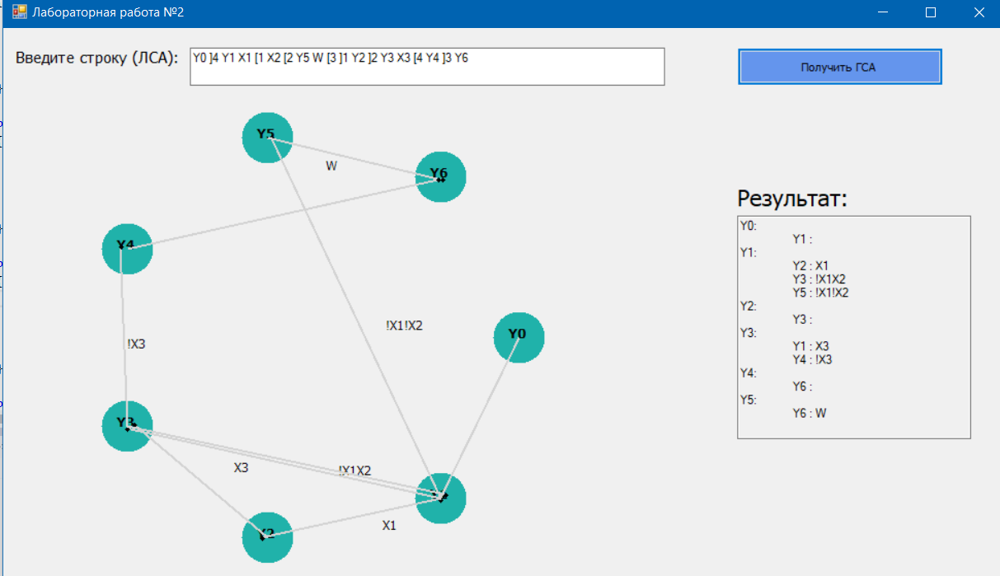 Лабораторная работа №2
Введите строку (ЛСА):
Y0 ]4 Y1 X1 [1 X2 [2 Y5 W [3 ]1 Y2 ]2 Y3 X3 [4 Y4 ]3 Y6
Получить ГСА
Y5
W
Y6
Y4
!X1!X2
Y0
!X3
Y3
X3
!X1X2
X1
Y2
Результат:
Y0:
Y1 :
Y1:
Y2 : X1
Y3 : !X1X2
Y5 : !X1!X2
Y2:
Y3 :
Y3:
Y1 : X3
Y4 : !X3
Y4:
Y6 :
Y5:
Y6 : W